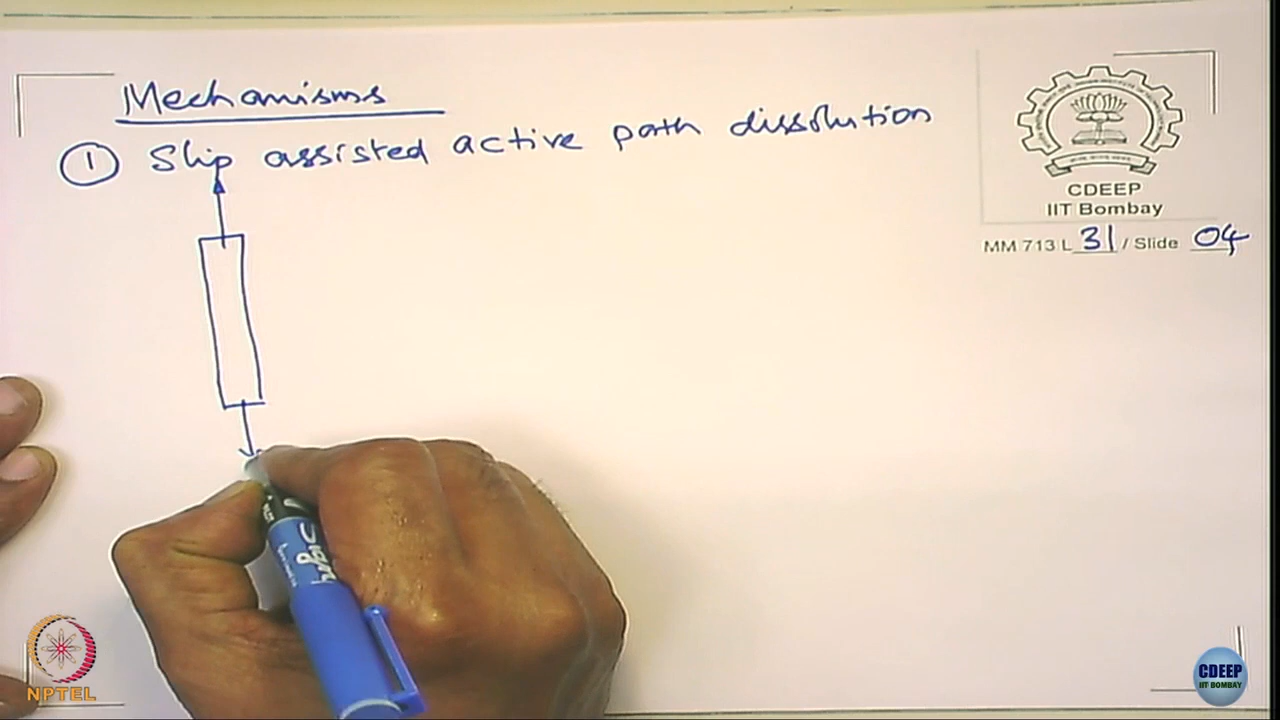 Mechanisms
① Slip assisted active path dissolution
CDEEP
IIT Bombay
MM 713 L 31 / Slide 04
NPTEL
CDEEP
IIT BOMBAY